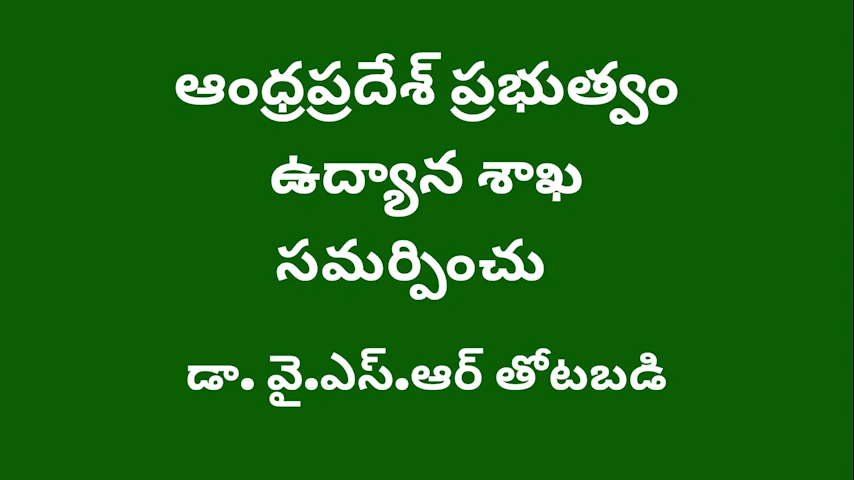 ఆంధ్రప్రదేశ్ ప్రభుత్వం
ఉద్యాన శాఖ
సమర్పించు
డా. వై.ఎస్.ఆర్ తోటబడి